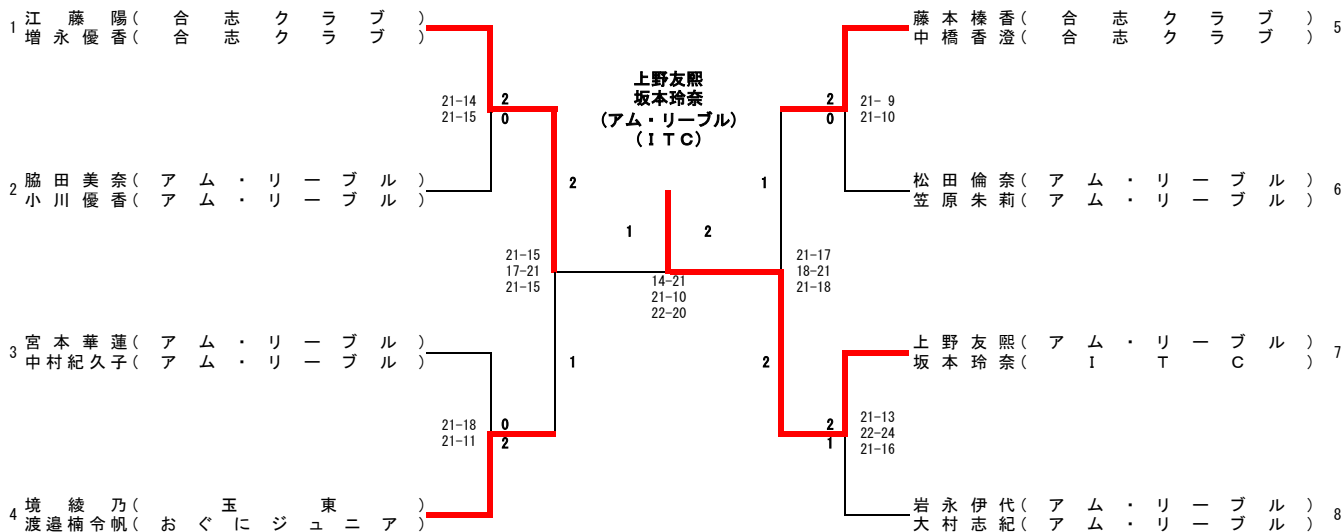 1 江藤陽(合志クラブ)
増永優香(合志クラブ)
21-14
21-15
2
0
2 脇田美奈(アム・リーブル)
小川優香(アム・リーブル)
2
21-15
17-21
21-15
3 宮本華蓮(アム・リーブル)
中村紀久子(アム・リーブル)
1
21-18
21-11
0
2
4 境綾乃(玉東)
渡邉楠令帆(おぐにジュニア)
上野友熙
坂本玲奈
(アム・リーブル)
(ITC)
1 2
14-21
21-10
22-20
藤本榛香(合志クラブ) 5
中橋香澄(合志クラブ)
2
0
21- 9
21-10
1
松田倫奈(アム・リーブル) 6
笠原朱莉(アム・リーブル)
21-17
18-21
21-18
2
上野友熙(アム・リーブル) 7
坂本玲奈(ITC)
2
1
21-13
22-24
21-16
岩永伊代(アム・リーブル) 8
大村志紀(アム・リーブル)